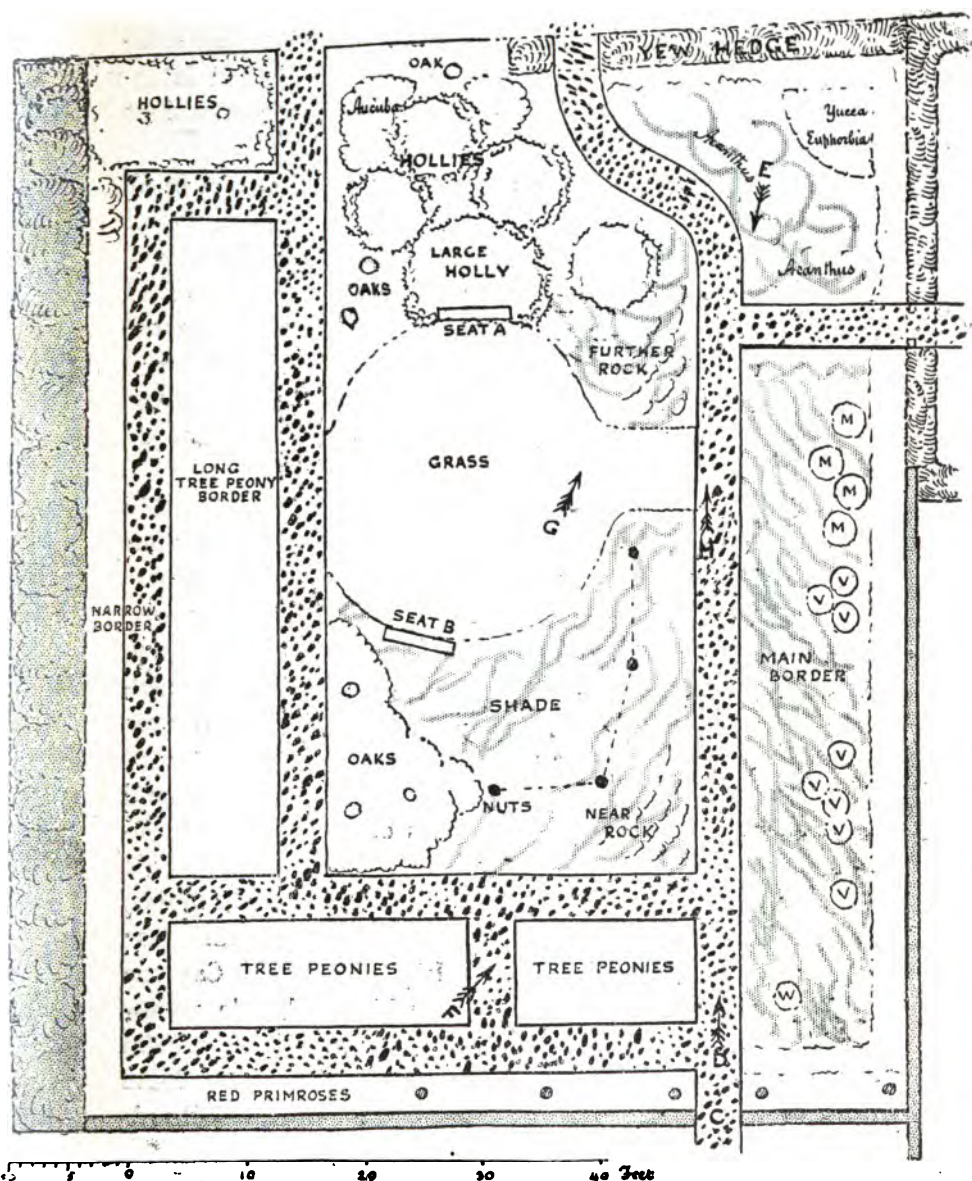 YEW HEDGE
OAK
HOLLIES
Aucuba
Yucca
Euphorbia
HOLLIES
Acanthus
E
LARGE
HOLLY
Acanthus
OAKS
SEAT A
FURTHER
ROCK
M
M
M
M
GRASS
LONG
TREE PEONY
BORDER
G
H
V
V
V
NARROW
BORDER
SEAT B
MAIN
BORDER
SHADE
OAKS
V
V
V
V
V
NUTS
NEAR
ROCK
TREE PEONIES
TREE PEONIES
F
W
RED PRIMROSES
C
5
0
10
20
30
40 Feet